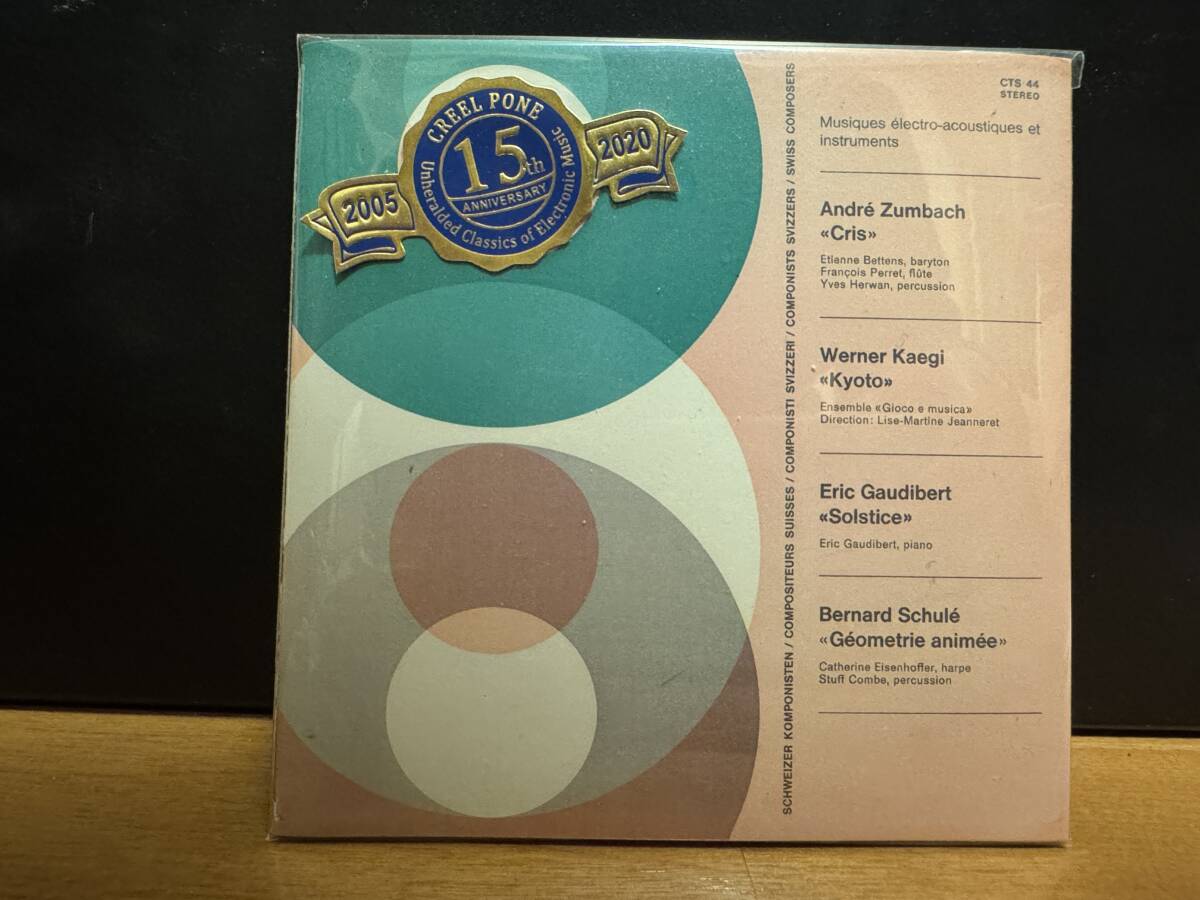 CREEL PONE
15th
ANNIVERSARY
Unheralded Classics of Electronic Music
2005
2020
SCHWEIZER KOMPONISTEN / COMPOSITEURS SUISSES / COMPONISTI SVIZZERI / COMPONISTS SVIZZERS / SWISS COMPOSERS
CTS 44
STEREO
Musiques électro-acoustiques et
instruments
André Zumbach
«Cris»
Etienne Bettens, baryton
François Perret, flûte
Yves Herwan, percussion
Werner Kaegi
«Kyoto»
Ensemble «Gioco e musica»
Direction: Lise-Martine Jeanneret
Eric Gaudibert
«Solstice»
Eric Gaudibert, piano
Bernard Schulé
«Géometrie animée»
Catherine Eisenhoffer, harpe
Stuff Combe, percussion